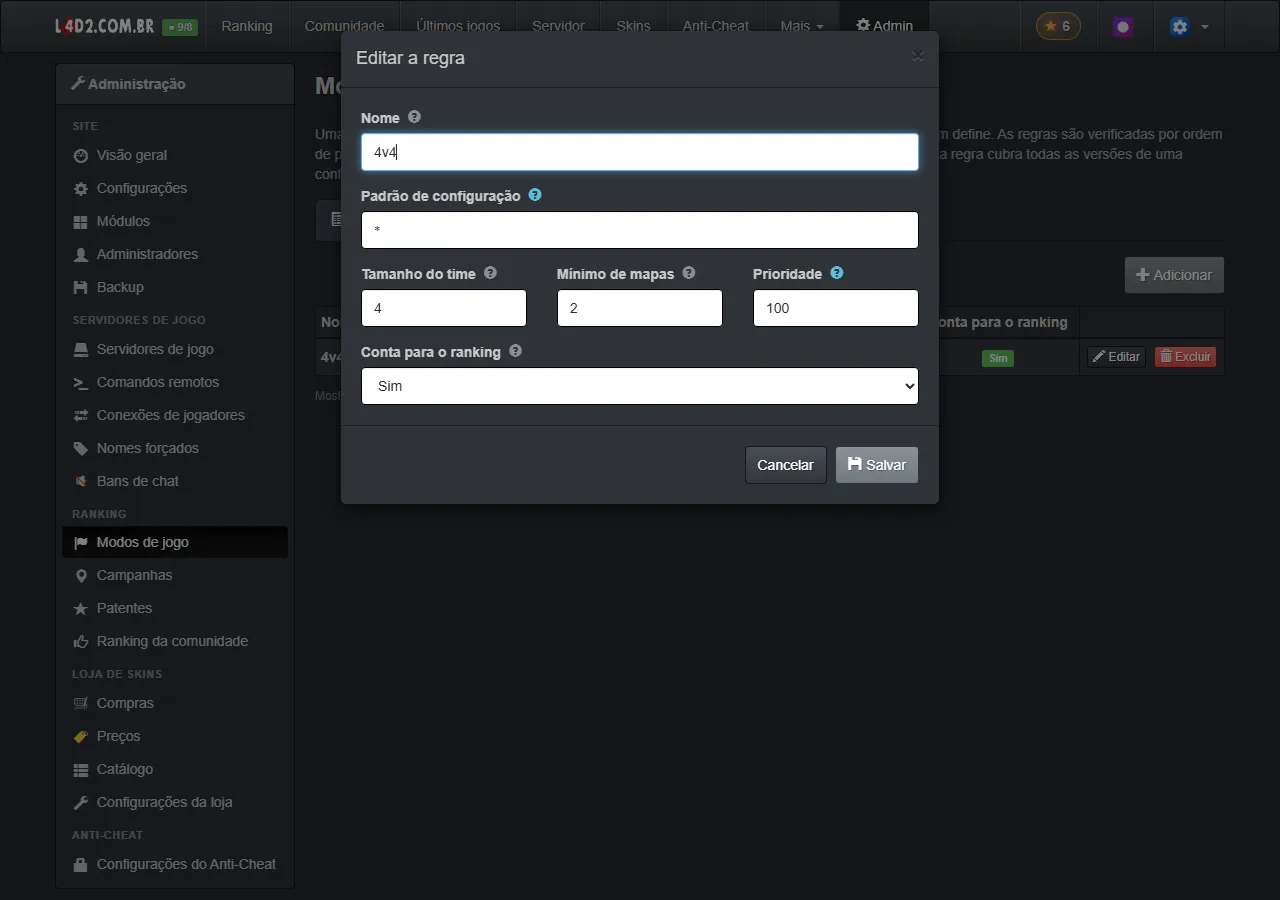 L4D2.COM.BR
9/8
Ranking
Comunidade
Últimos jogos
Servidor
Skins
Anti-Cheat
Mais
Admin
6
Administração
SITE
Visão geral
Configurações
Módulos
Administradores
Backup
SERVIDORES DE JOGO
Servidores de jogo
Comandos remotos
Conexões de jogadores
Nomes forçados
Bans de chat
RANKING
Modos de jogo
Campanhas
Patentes
Ranking da comunidade
LOJA DE SKINS
Compras
Preços
Catálogo
Configurações da loja
ANTI-CHEAT
Configurações do Anti-Cheat
Editar a regra
Nome
4v4
Padrão de configuração
*
Tamanho do time
Mínimo de mapas
Prioridade
4
2
100
Conta para o ranking
Sim
Cancelar
Salvar
Uma
define. As regras são verificadas por ordem
de
a regra cubra todas as versões de uma
Adicionar
para o ranking
4v4
Sim
Editar
Excluir